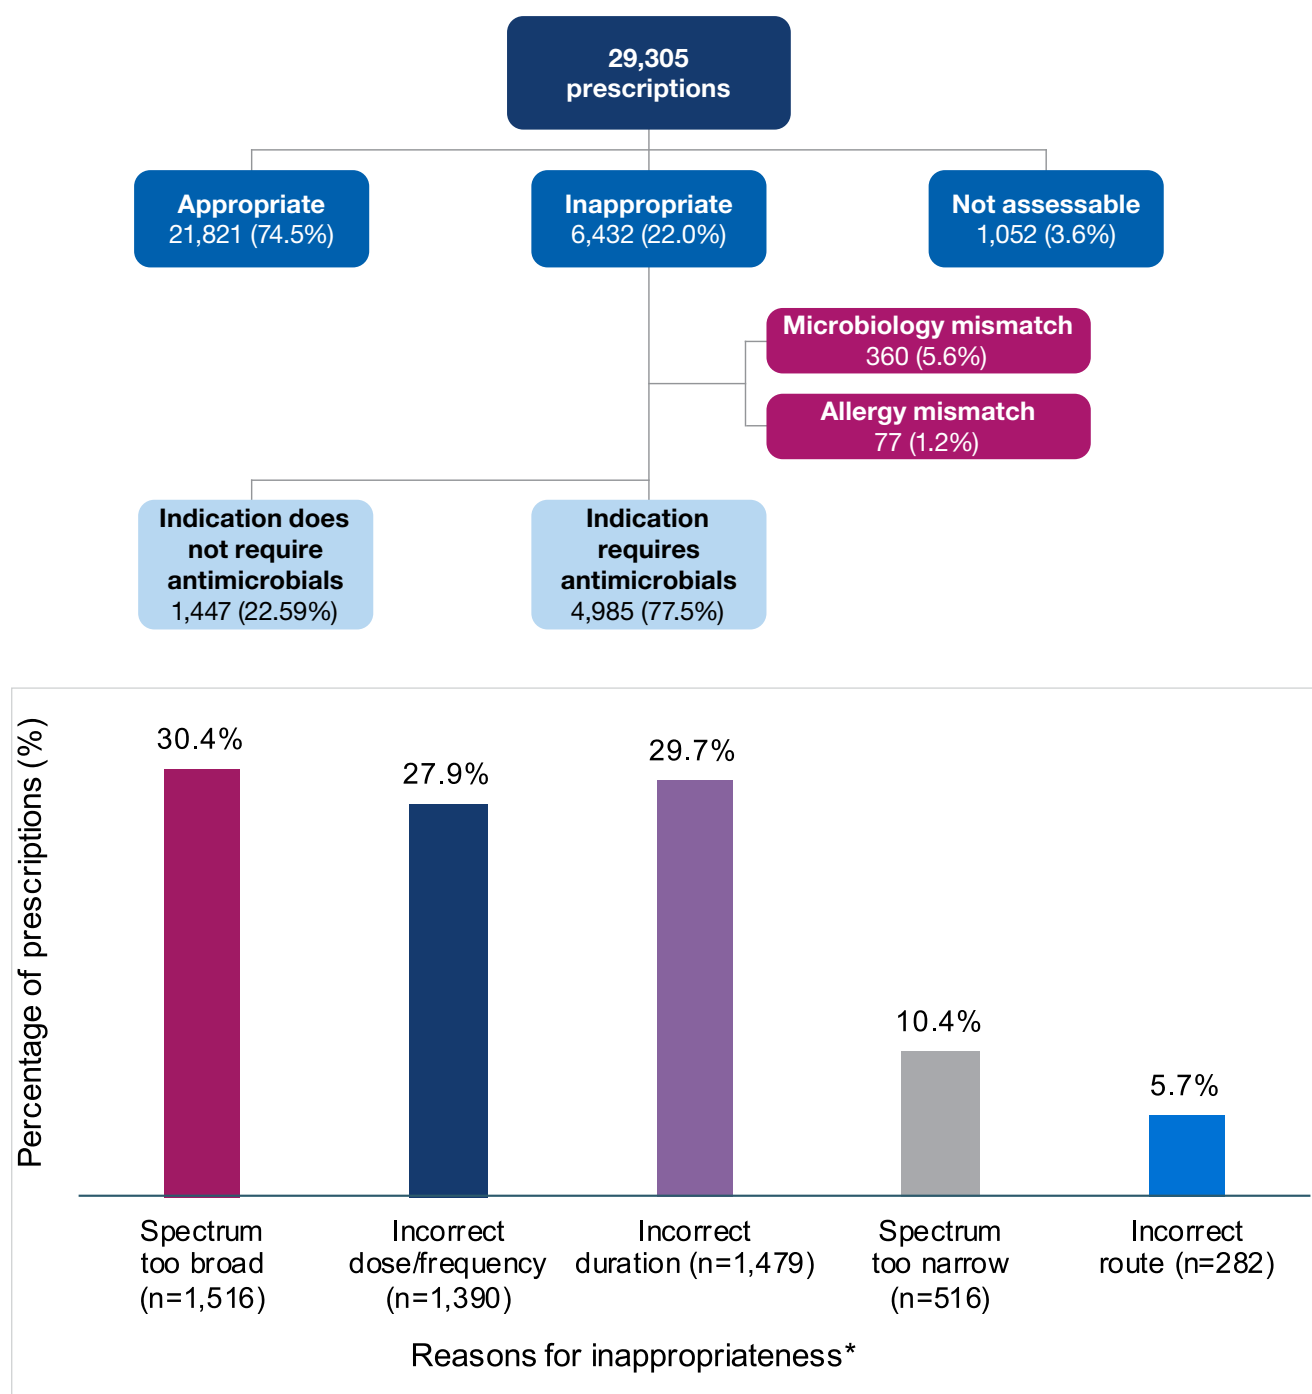 29,305
prescriptions
Appropriate
21,821 (74.5%)
Inappropriate
6,432 (22.0%)
Not assessable
1,052 (3.6%)
Microbiology mismatch
360 (5.6%)
Allergy mismatch
77 (1.2%)
Indication does
not require
antimicrobials
1,447 (22.59%)
Indication
requires
antimicrobials
4,985 (77.5%)
Percentage of prescriptions (%)
30.4%
27.9%
29.7%
10.4%
5.7%
Spectrum
too broad
(n=1,516)
Incorrect
dose/frequency
(n=1,390)
Incorrect
duration (n=1,479)
Spectrum
too narrow
(n=516)
Incorrect
route (n=282)
Reasons for inappropriateness*